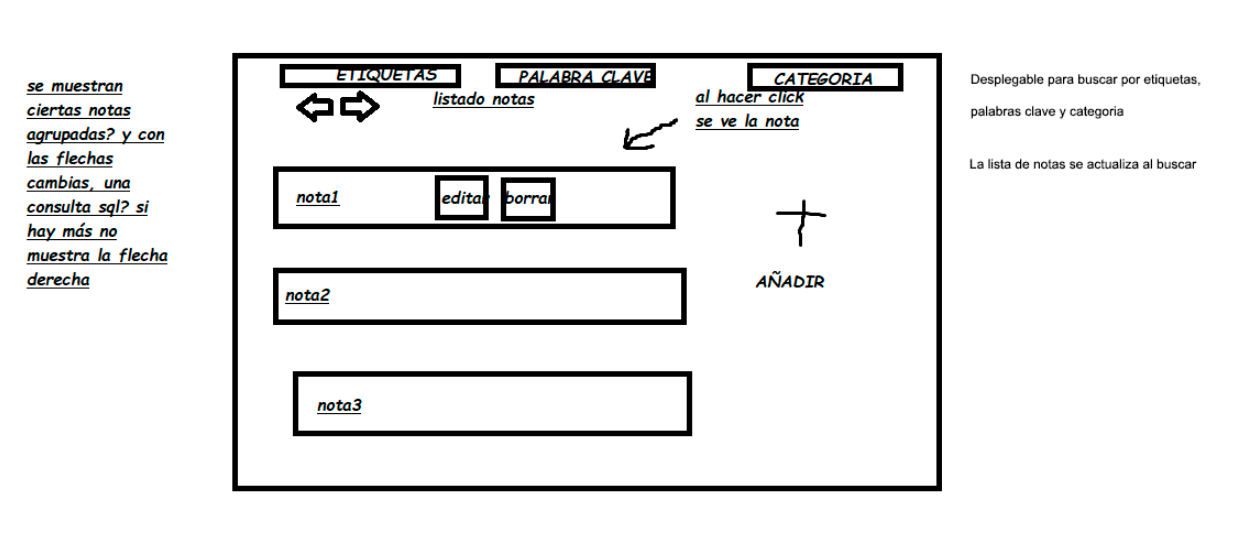 se muestran
ciertas notas
agrupadas? y con
las flechas
cambias, una
consulta sql? si
hay más no
muestra la flecha
derecha
ETIQUETAS
PALABRA CLAVE
CATEGORIA
listado notas
al hacer click
se ve la nota
nota1
editar
borrar
nota2
nota3
AÑADIR
Desplegable para buscar por etiquetas,
palabras clave y categoria
La lista de notas se actualiza al buscar